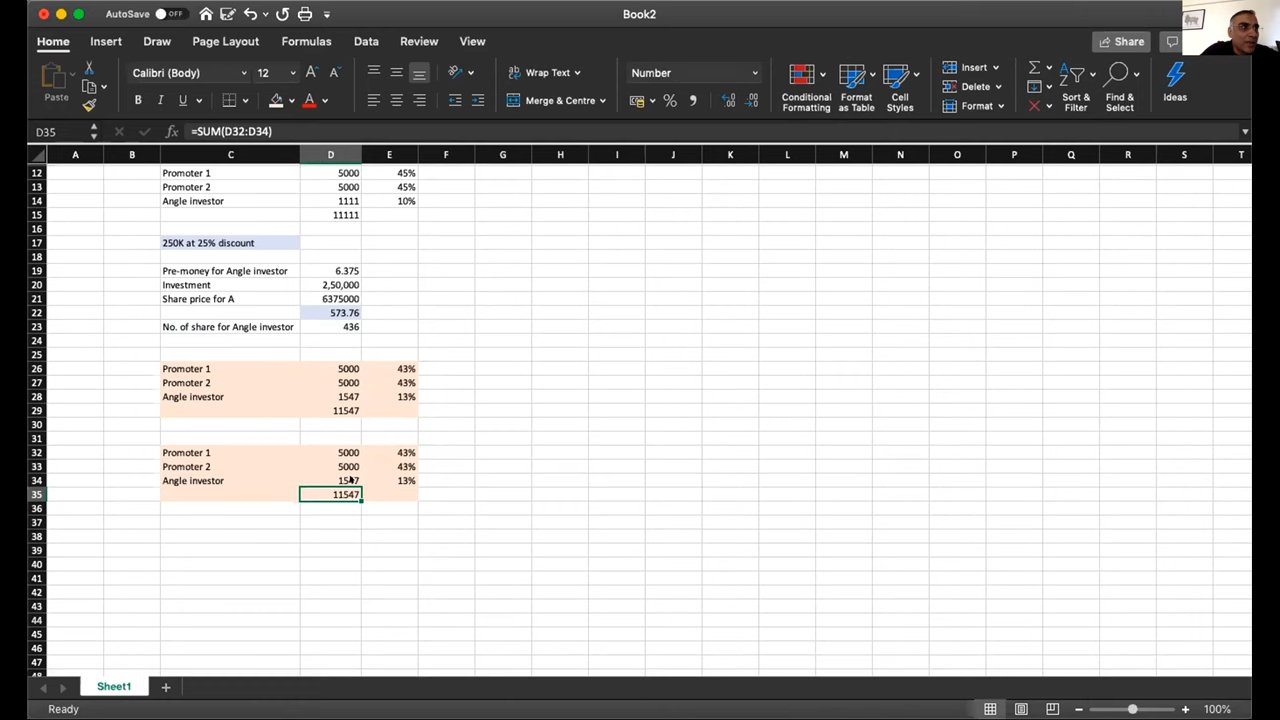 AutoSave OFF
Book2
Home Insert Draw Page Layout Formulas Data Review View
Share
Paste
Calibri (Body) 12
B I U
Wrap Text
Merge & Centre
Number
Conditional Formatting
Format as Table
Cell Styles
Insert
Delete
Format
Sort & Filter
Find & Select
Ideas
D35 fx =SUM(D32:D34)
A B C D E F G H I J K L M N O P Q R S T
12 Promoter 1 5000 45%
13 Promoter 2 5000 45%
14 Angle investor 1111 10%
15 11111
16
17 250K at 25% discount
18
19 Pre-money for Angle investor 6.375
20 Investment 2,50,000
21 Share price for A 6375000
22 573.76
23 No. of share for Angle investor 436
24
25
26 Promoter 1 5000 43%
27 Promoter 2 5000 43%
28 Angle investor 1547 13%
29 11547
30
31
32 Promoter 1 5000 43%
33 Promoter 2 5000 43%
34 Angle investor 1547 13%
35 11547
36
37
38
39
40
41
42
43
44
45
46
47
Sheet1
Ready
100%